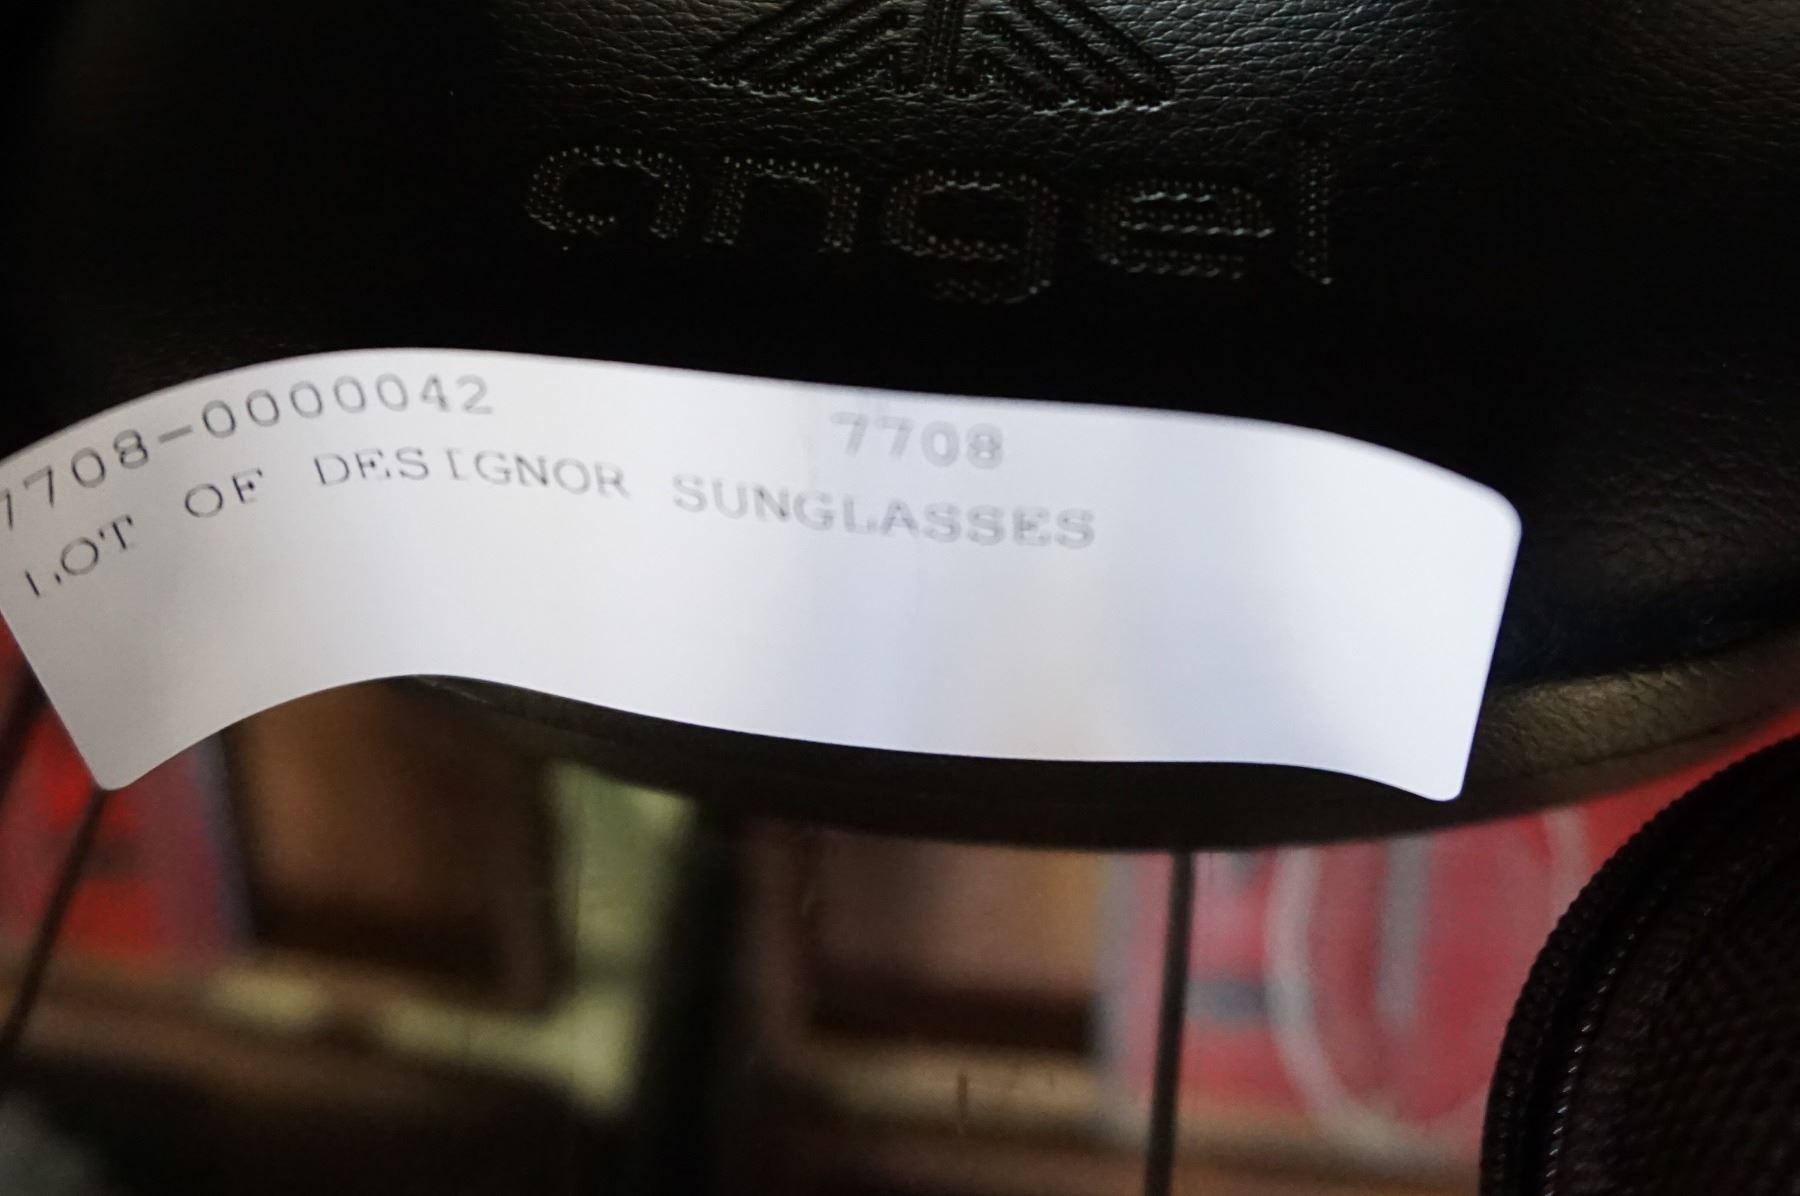 angel
7708-0000042 7708
LOT OF DESIGNOR SUNGLASSES